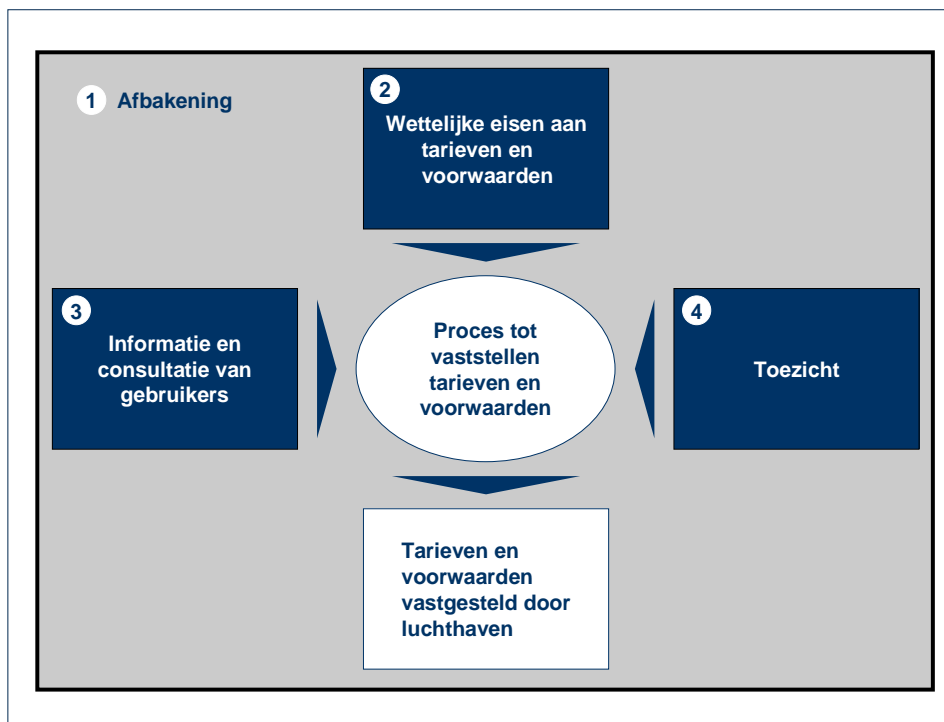 1 Afbakening
2
Wettelijke eisen aan
tarieven en
voorwaarden
3
Informatie en
consultatie van
gebruikers
Proces tot
vaststellen
tarieven en
voorwaarden
4
Toezicht
Tarieven en
voorwaarden
vastgesteld door
luchthaven